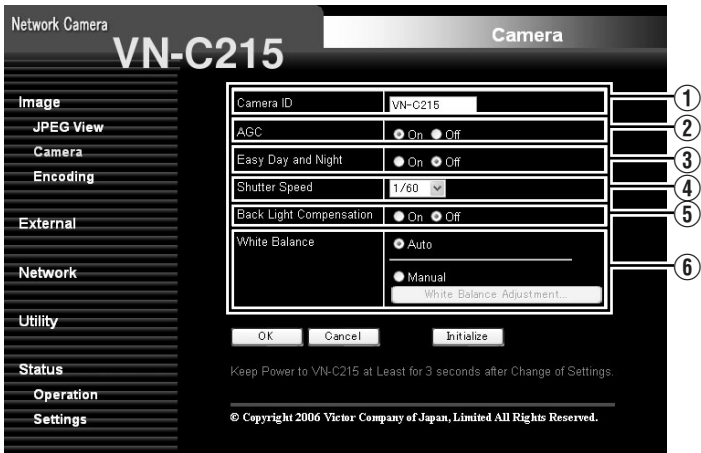 Network Camera
VN-C215
Camera
Image
JPEG View
Camera
Encoding
External
Network
Utility
Status
Operation
Settings
Camera ID VN-C215 ①
AGC On Off ②
Easy Day and Night On Off ③
Shutter Speed 1/60 ④
Back Light Compensation On Off ⑤
White Balance Auto ⑥
Manual
White Balance Adjustment...
OK Cancel Initialize
Keep Power to VN-C215 at Least for 3 seconds after Change of Settings.
© Copyright 2006 Victor Company of Japan, Limited All Rights Reserved.